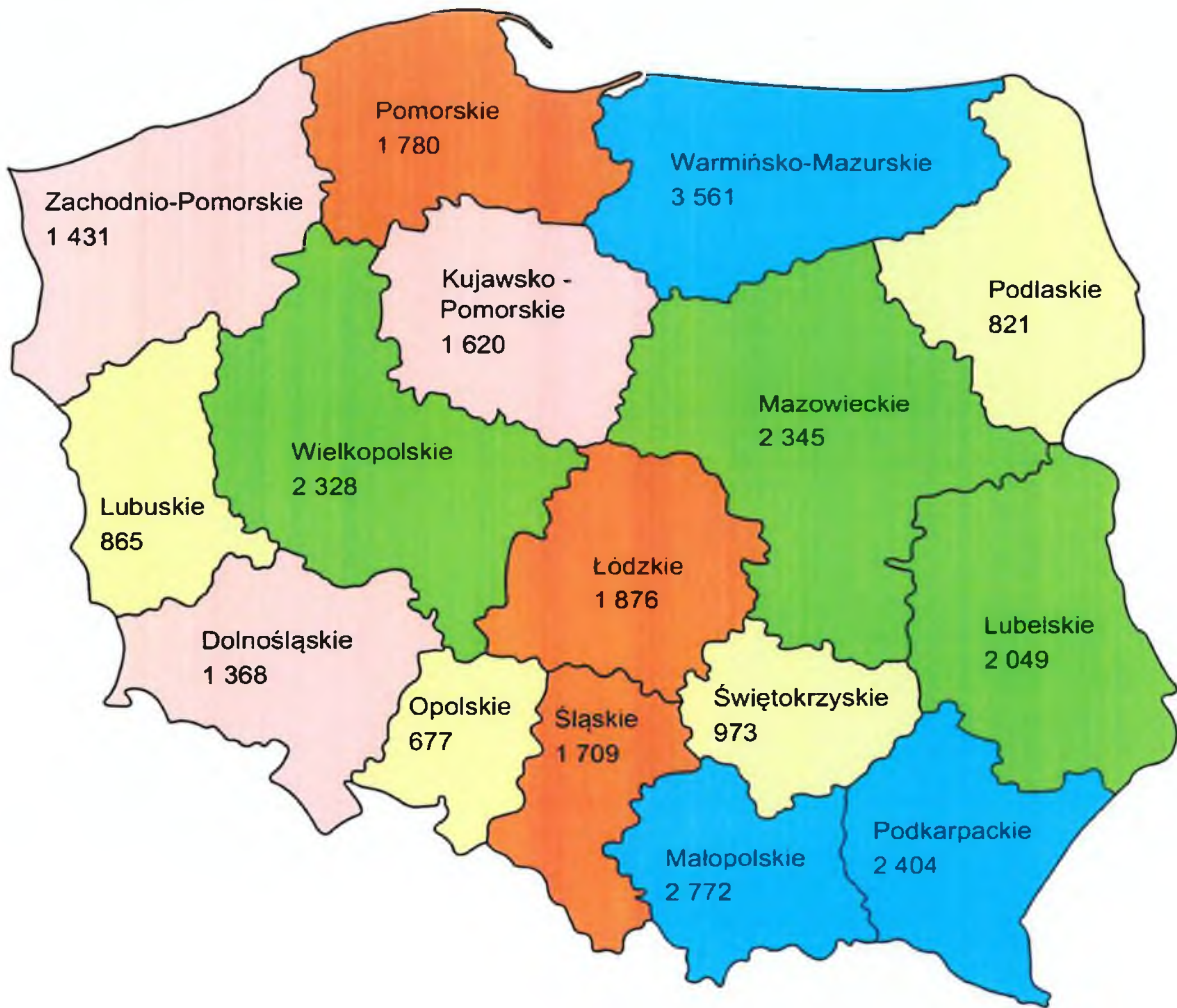 Pomorskie
1 780
Warmińsko-Mazurskie
3 561
Zachodnio-Pomorskie
1 431
Kujawsko -
Pomorskie
1 620
Podlaskie
821
Mazowieckie
2 345
Wielkopolskie
2 328
Lubuskie
865
Łódzkie
1 876
Lubelskie
2 049
Dolnośląskie
1 368
Opolskie
677
Śląskie
1 709
Świętokrzyskie
973
Małopolskie
2 772
Podkarpackie
2 404